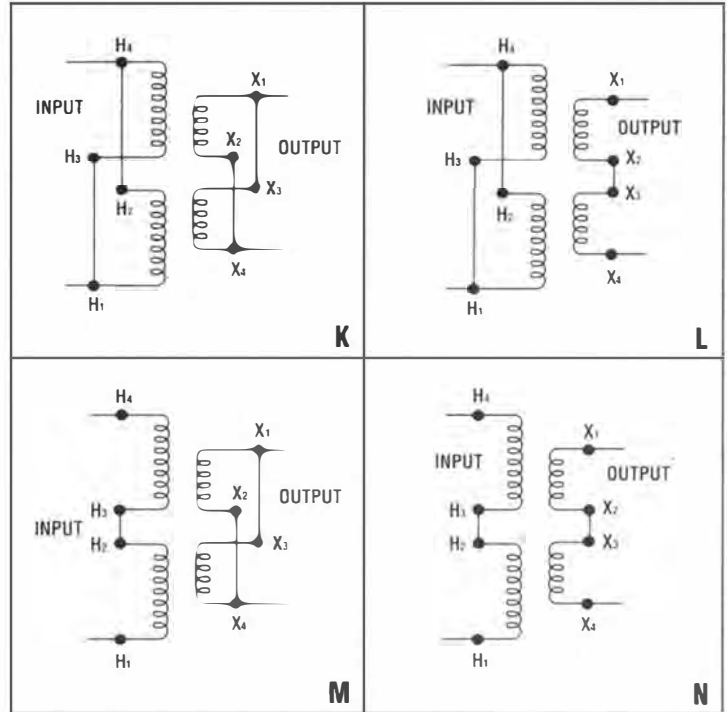 H₄
X₁
INPUT
X₂
OUTPUT
H₃
X₃
H₂
X₄
H₁
K
H₄
X₁
INPUT
OUTPUT
H₃
X₂
X₃
H₂
X₄
H₁
L
H₄
X₁
X₂
OUTPUT
H₃
INPUT
H₂
X₃
X₄
H₁
M
H₄
X₁
INPUT
OUTPUT
H₃
X₂
H₂
X₃
X₄
H₁
N